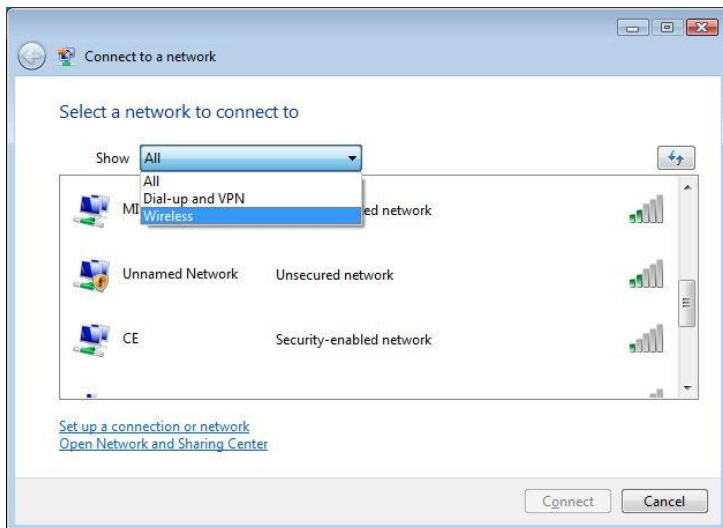 Connect to a network
Select a network to connect to
Show All
All
Dial-up and VPN
Wireless
ed network
Unnamed Network Unsecured network
CE Security-enabled network
Set up a connection or network
Open Network and Sharing Center
Connect Cancel